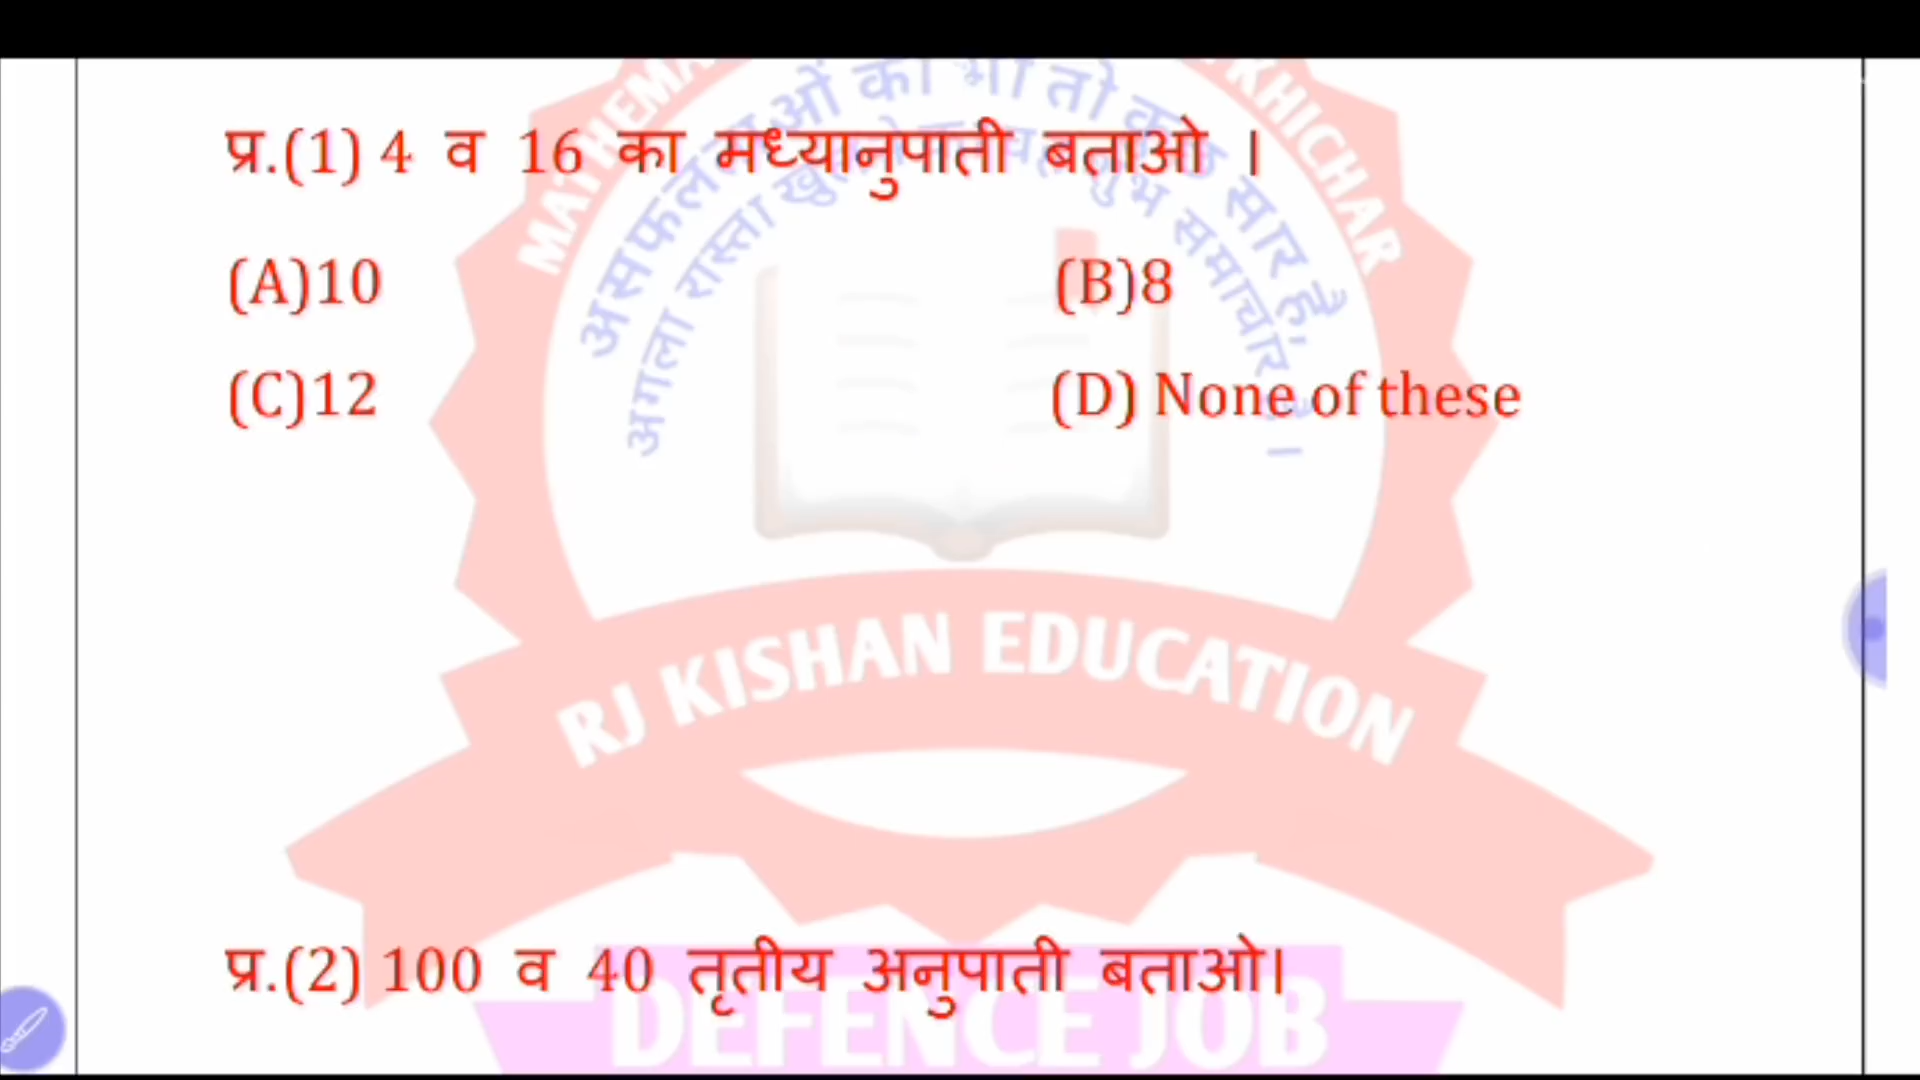 प्र.(1) 4 व 16 का मध्यानुपाती बताओ ।
(A)10 (B)8
(C)12 (D) None of these
RJ KISHAN EDUCATION
प्र.(2) 100 व 40 तृतीय अनुपाती बताओ।
DEFENCE JOB